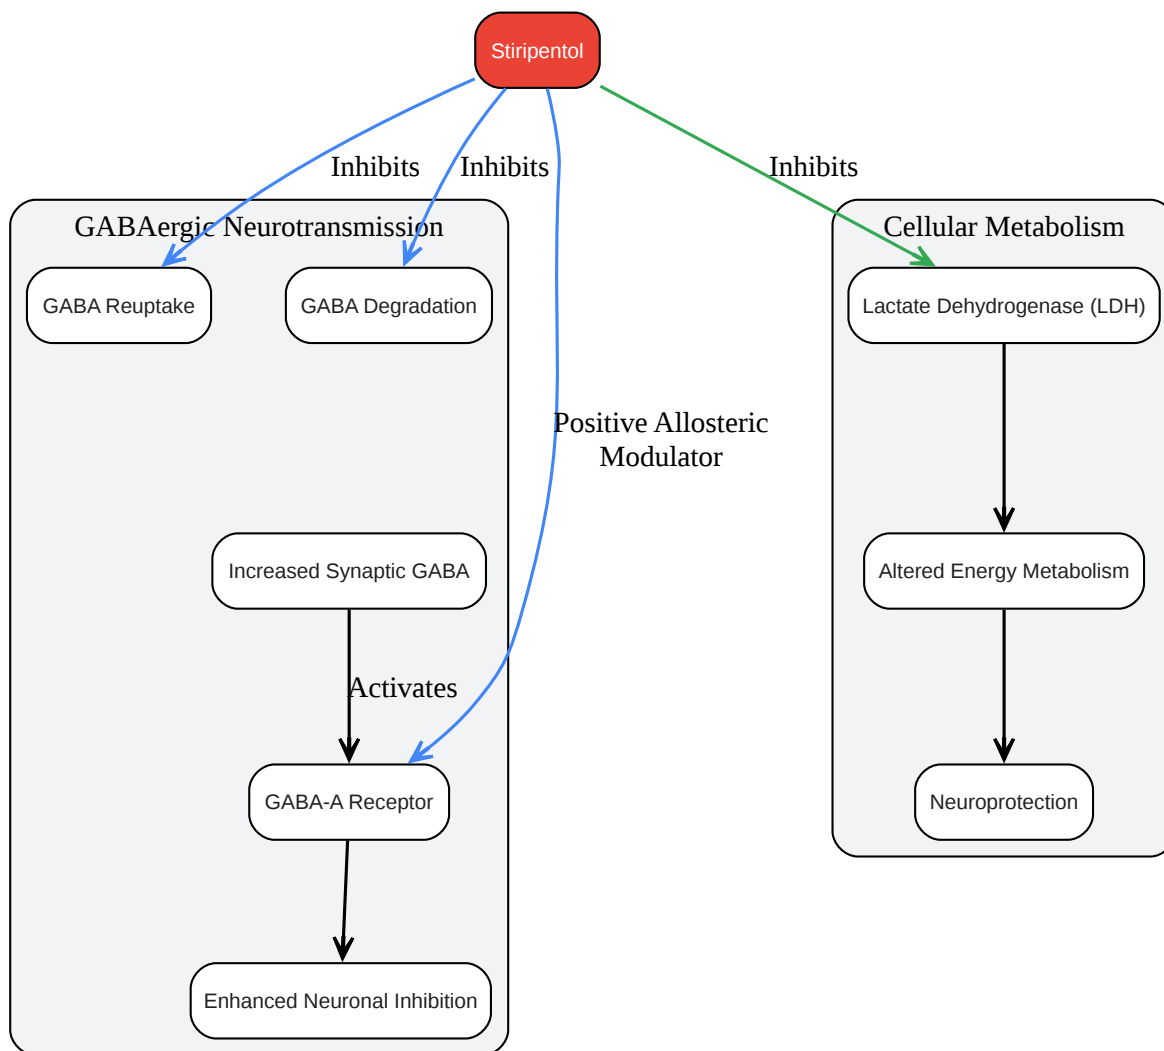 Stiripentol
Inhibits
Inhibits
Inhibits
GABAergic Neurotransmission
Cellular Metabolism
GABA Reuptake
GABA Degradation
Lactate Dehydrogenase (LDH)
Positive Allosteric
Modulator
Increased Synaptic GABA
Altered Energy Metabolism
Activates
GABA-A Receptor
Neuroprotection
Enhanced Neuronal Inhibition